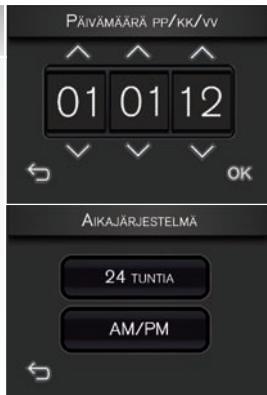 PÄIVÄMÄÄRÄ PP/KK/VV
01 01 12
OK
AIKAJÄRJESTELMÄ
24 TUNTIA
AM/PM